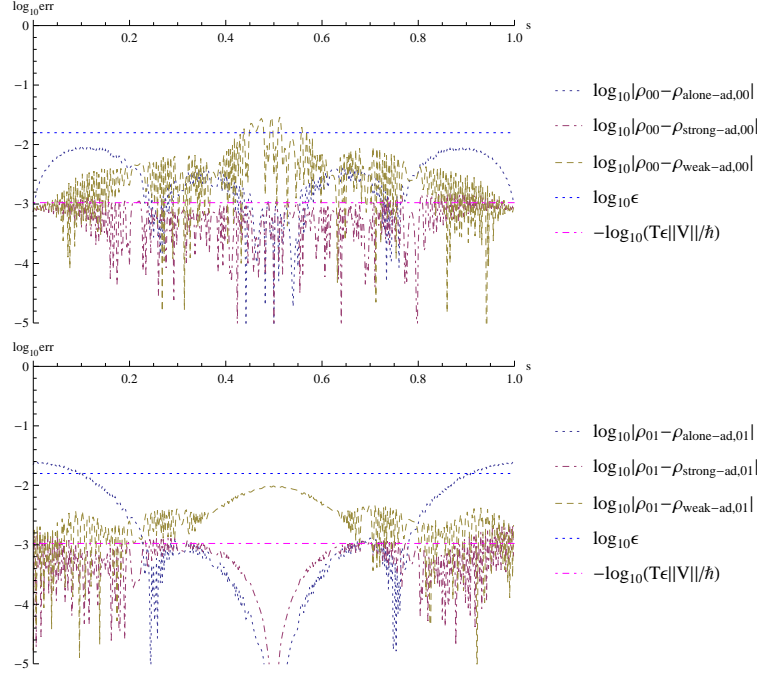 log₁₀err
0
0.2
0.4
0.6
0.8
1.0
s
-1
-2
-3
-4
-5
log₁₀|ρ₀₀−ρalone−ad,00|
log₁₀|ρ₀₀−ρstrong−ad,00|
log₁₀|ρ₀₀−ρweak−ad,00|
log₁₀ϵ
−log₁₀(Tϵ||V||/ħ)
log₁₀err
0
0.2
0.4
0.6
0.8
1.0
s
-1
-2
-3
-4
-5
log₁₀|ρ₀₁−ρalone−ad,01|
log₁₀|ρ₀₁−ρstrong−ad,01|
log₁₀|ρ₀₁−ρweak−ad,01|
log₁₀ϵ
−log₁₀(Tϵ||V||/ħ)